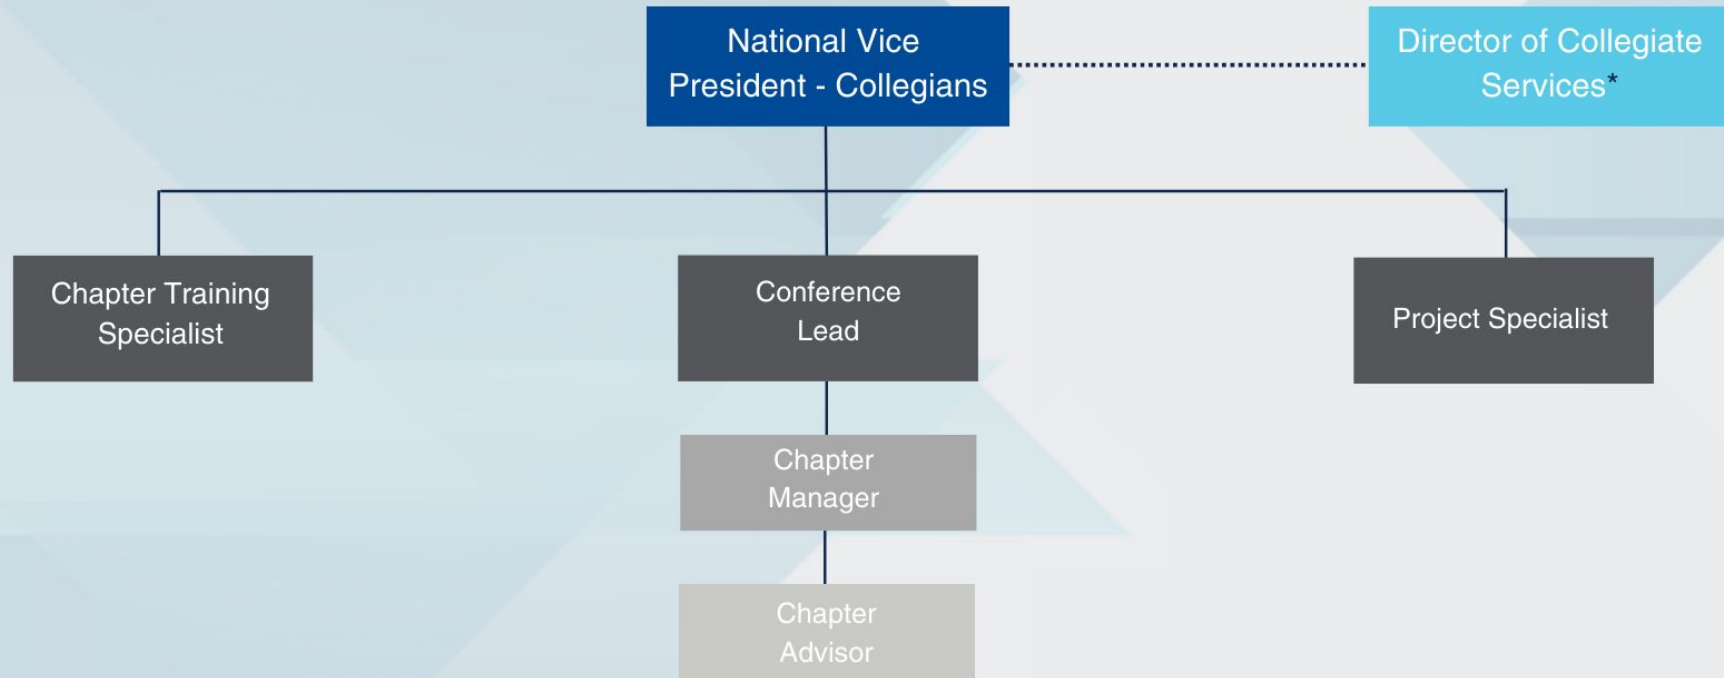 National Vice
President - Collegians
Director of Collegiate
Services*
Chapter Training
Specialist
Conference
Lead
Project Specialist
Chapter
Manager
Chapter
Advisor